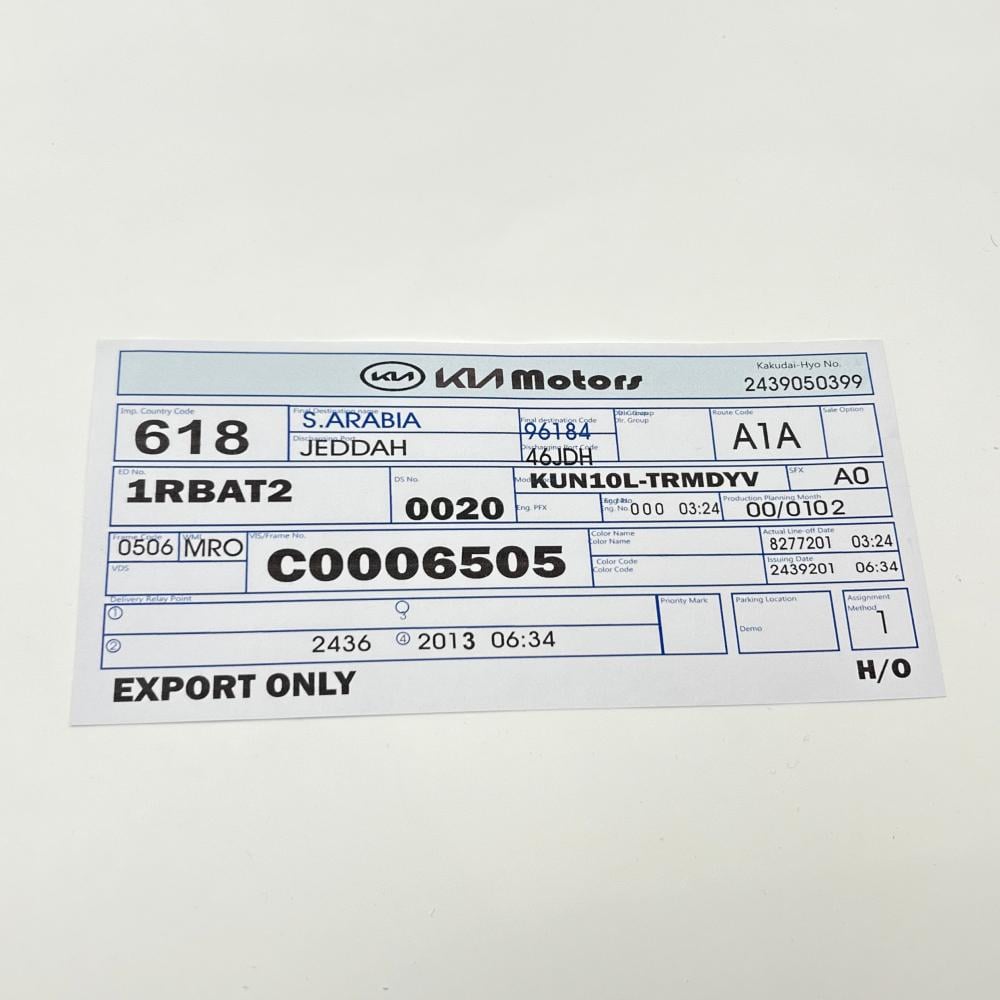 KIA Motors
Kakudai-Hyo No.
2439050399
Imp. Country Code
618
Final Destination name
S.ARABIA
Discharging Port
JEDDAH
Final destination Code
96184
Discharging Port Code
46JDH
Dlr. Group
Route Code
A1A
Sale Option
ED No.
1RBAT2
DS No.
0020
KUN10L-TRMDYV
SFX
A0
Eng. PFX
Eng. No.
000 03:24
Production Planning Month
00/0102
Frame Code
0506
WMI
MRO
VDS
VIS/Frame No.
C0006505
Color Name
Color Name
Color Code
Color Code
Actual Line-off Date
8277201 03:24
Issuing Date
2439201 06:34
Delivery Relay Point
①
3
②
2436
④ 2013 06:34
Priority Mark
Parking Location
Demo
Assignment
Method
1
EXPORT ONLY
H/O